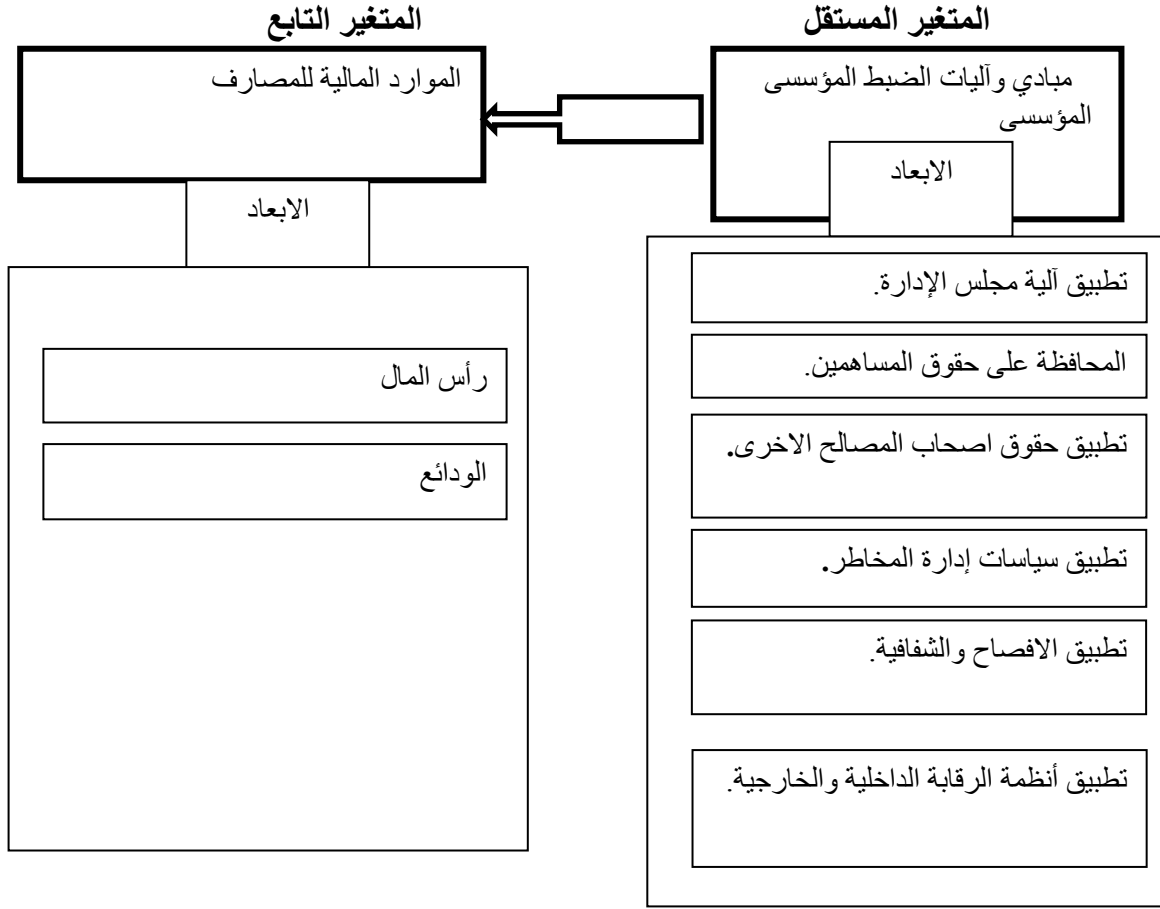 المتغير المستقل
المتغير التابع
مبادي وآليات الضبط المؤسسى
المؤسسى
الموارد المالية للمصارف
الابعاد
الابعاد
تطبيق آلية مجلس الإدارة.
المحافظة على حقوق المساهمين.
تطبيق حقوق اصحاب المصالح الاخرى.
تطبيق سياسات إدارة المخاطر.
تطبيق الافصاح والشفافية.
تطبيق أنظمة الرقابة الداخلية والخارجية.
رأس المال
الودائع